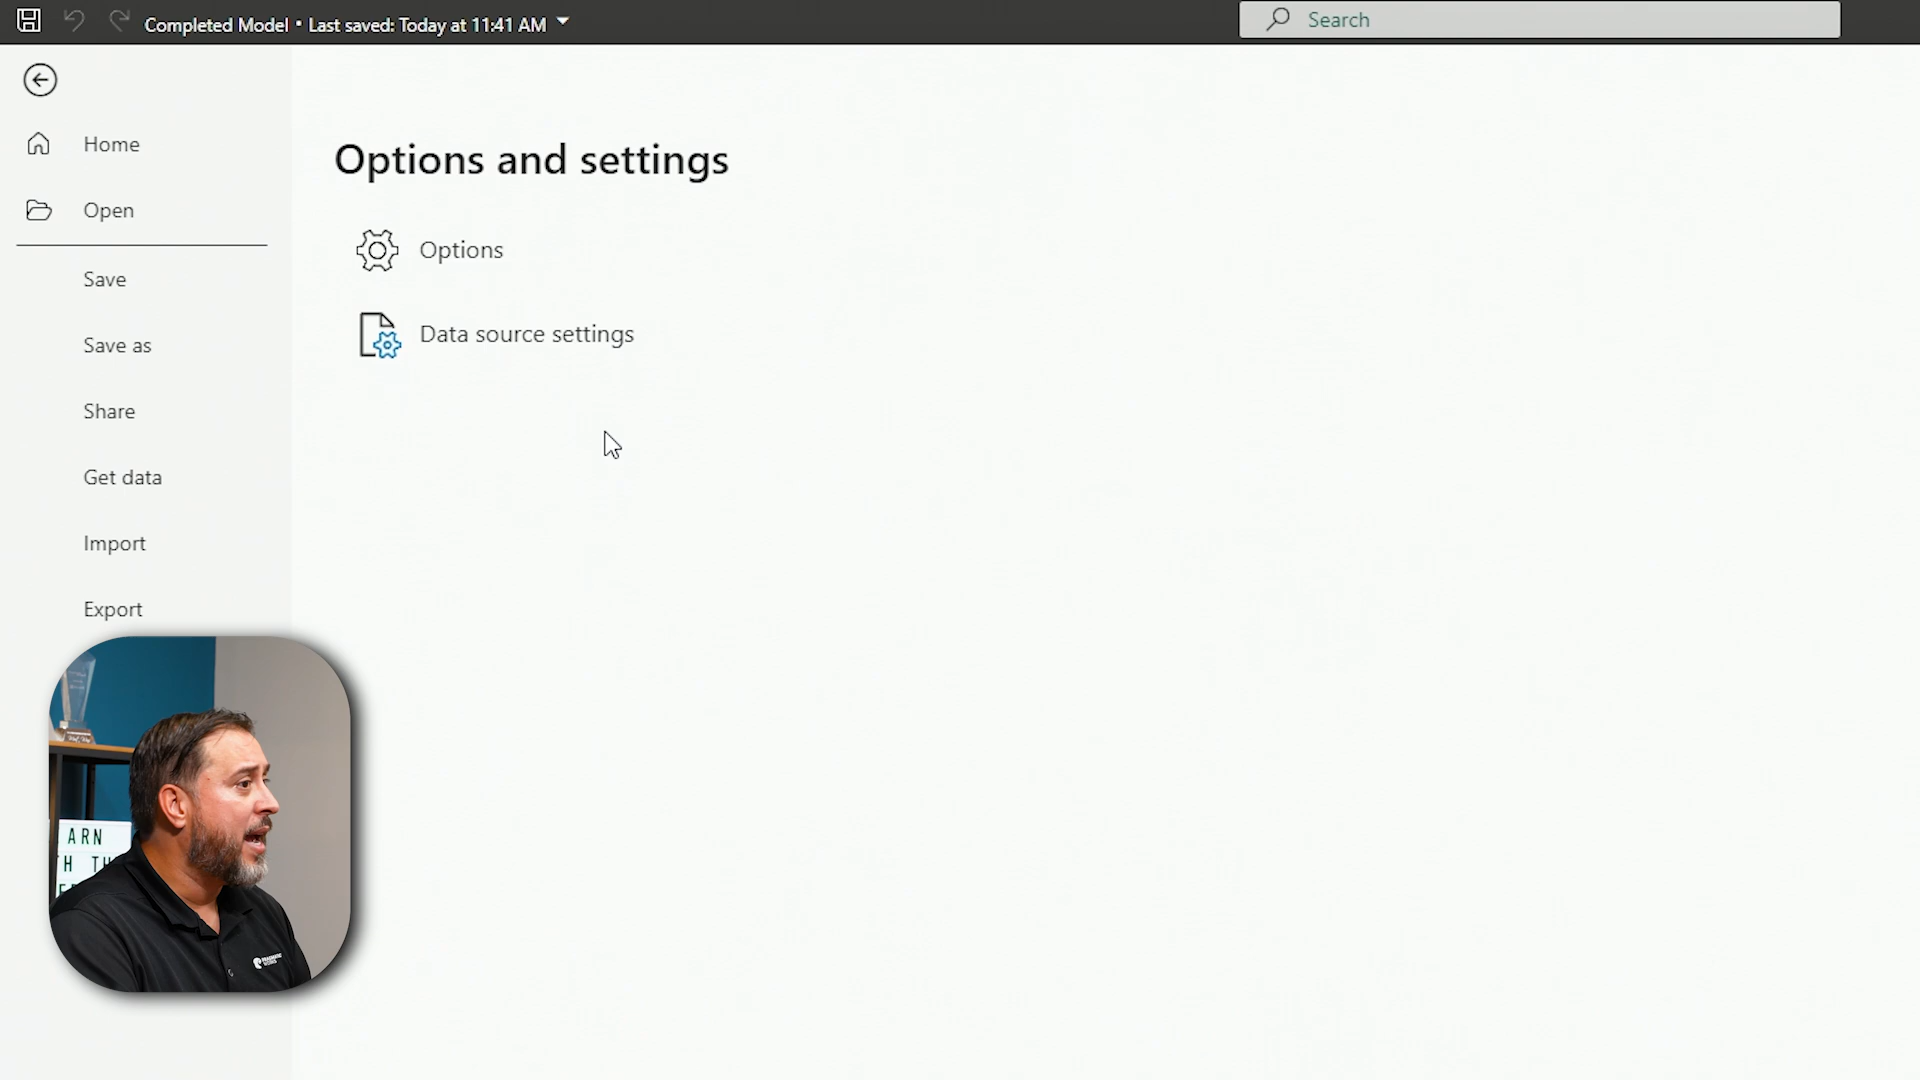 Completed Model • Last saved: Today at 11:41 AM
Search
Home
Open
Save
Save as
Share
Get data
Import
Export
Options and settings
Options
Data source settings
ARN
H TH